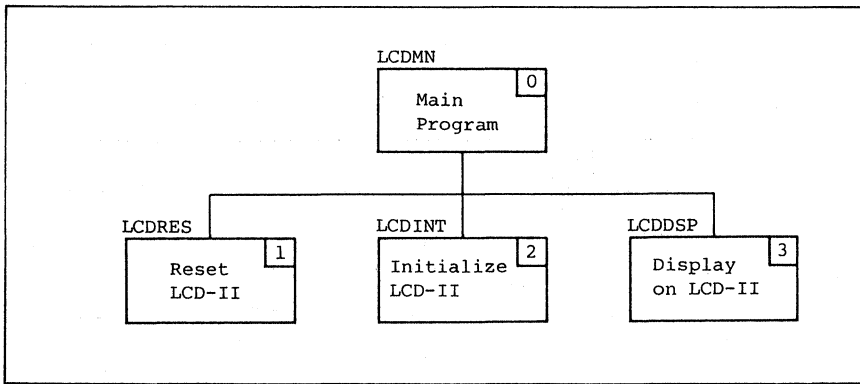 LCDMN
0
Main
Program
LCDRES
1
Reset
LCD-II
LCDINT
2
Initialize
LCD-II
LCDDSP
3
Display
on LCD-II